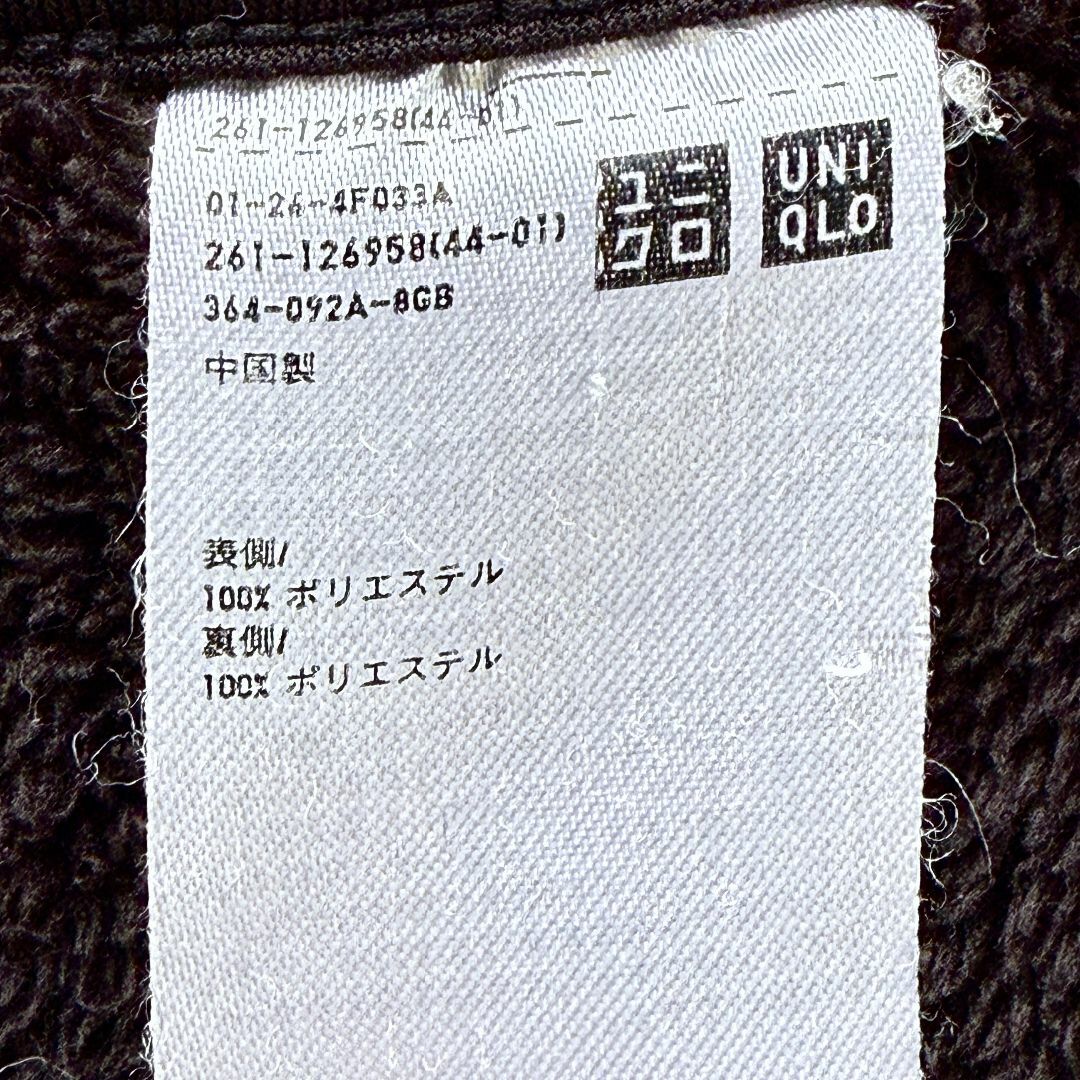 261-126958(44-01)
01-26-4F033A
261-126958(44-01)
364-092A-8GB
中国製
ユニ
クロ
UNI
QLO
表側/
100% ポリエステル
裏側/
100% ポリエステル